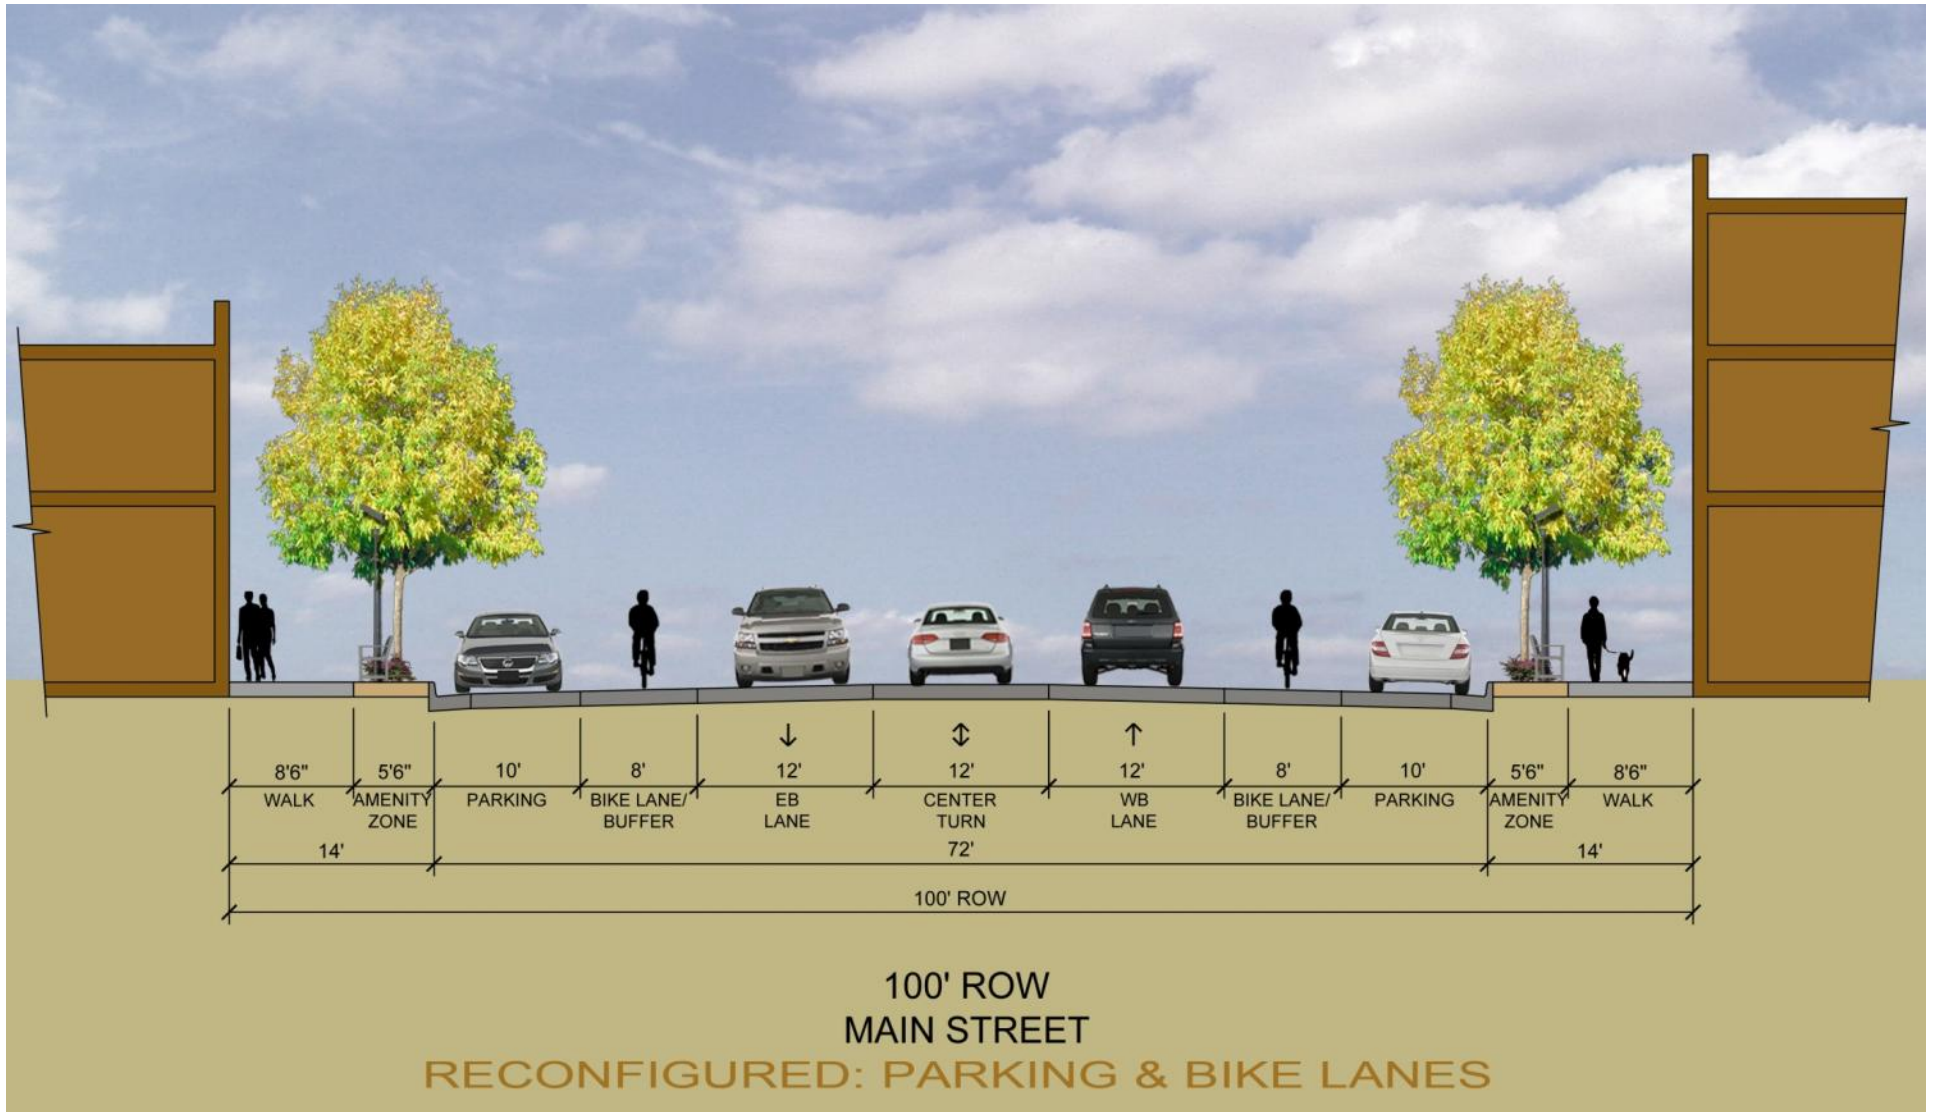 8'6" 5'6" 10' 8' 12' 12' 12' 8' 10' 5'6" 8'6"
WALK AMENITY PARKING BIKE LANE/ EB CENTER WB BIKE LANE/ PARKING AMENITY WALK
ZONE BUFFER LANE TURN LANE BUFFER ZONE
14' 72' 14'
100' ROW
100' ROW
MAIN STREET
RECONFIGURED: PARKING & BIKE LANES